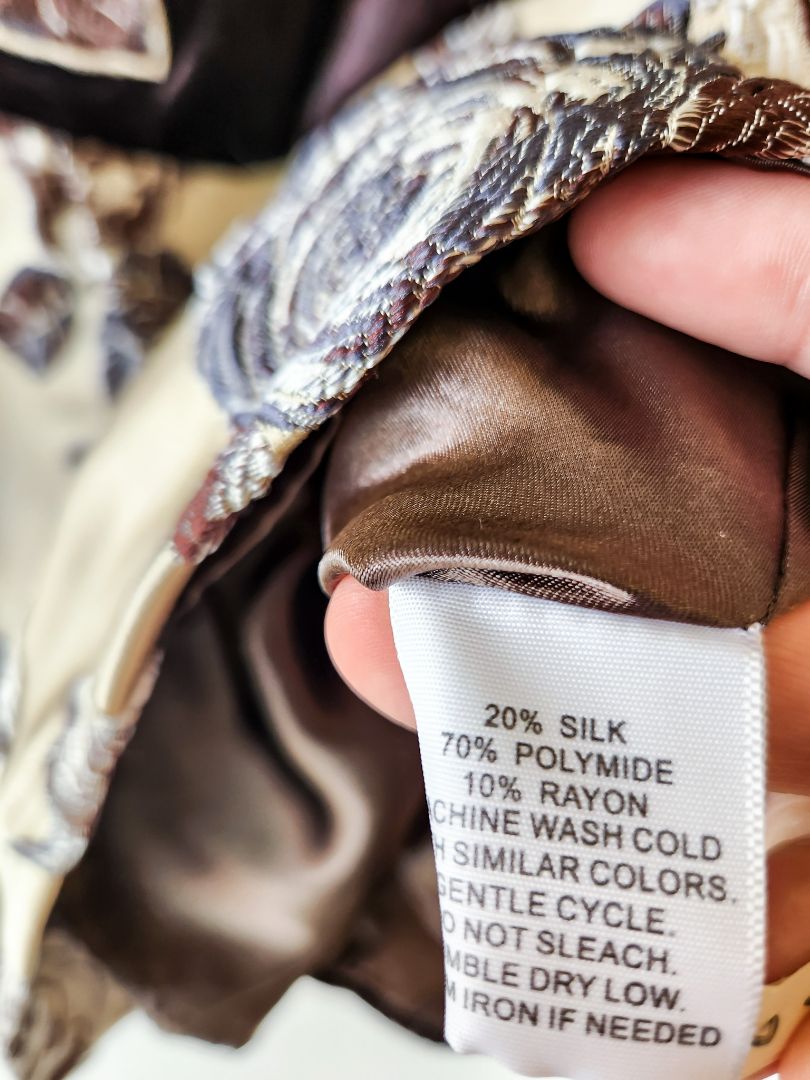 20% SILK
70% POLYMIDE
10% RAYON
CHINE WASH COLD
H SIMILAR COLORS.
GENTLE CYCLE.
O NOT SLEACH.
MBLE DRY LOW.
M IRON IF NEEDED